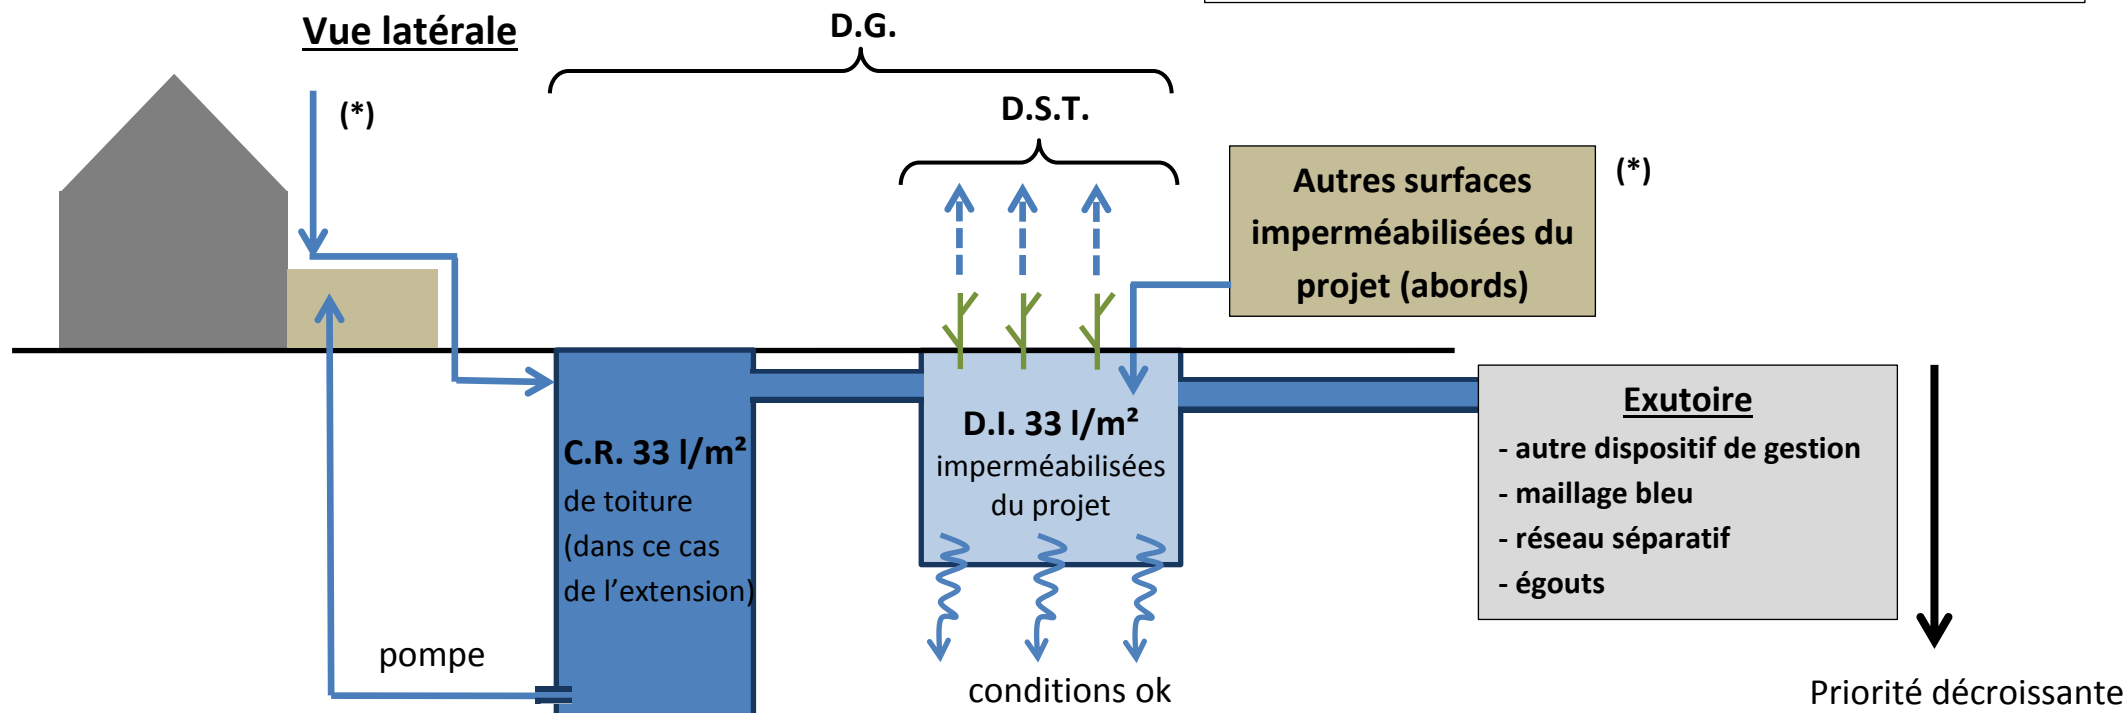 Vue latérale
D.G.
(*)
D.S.T.
Autres surfaces
imperméabilisées du
projet (abords)
(*)
C.R. 33 l/m²
de toiture
(dans ce cas
de l’extension)
D.I. 33 l/m²
imperméabilisées
du projet
Exutoire
- autre dispositif de gestion
- maillage bleu
- réseau séparatif
- égouts
pompe
conditions ok
Priorité décroissante